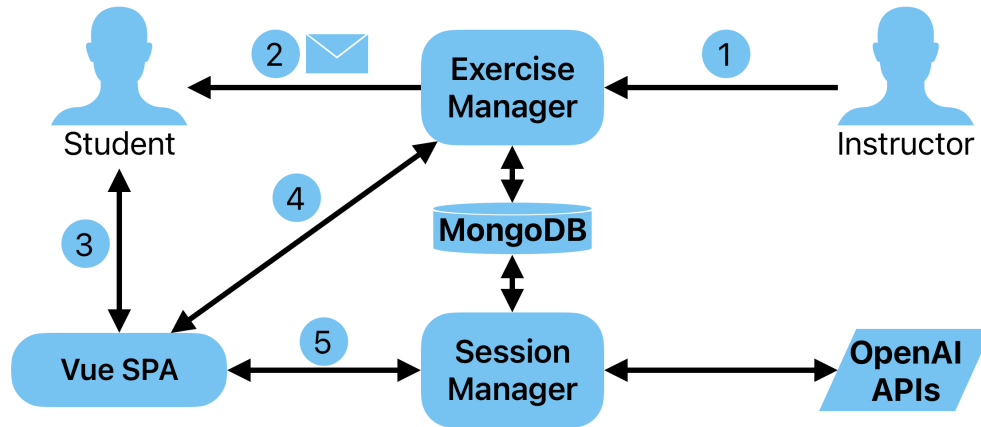 2
1
Exercise
Manager
Student
Instructor
4
MongoDB
3
5
Vue SPA
Session
Manager
OpenAI
APIs